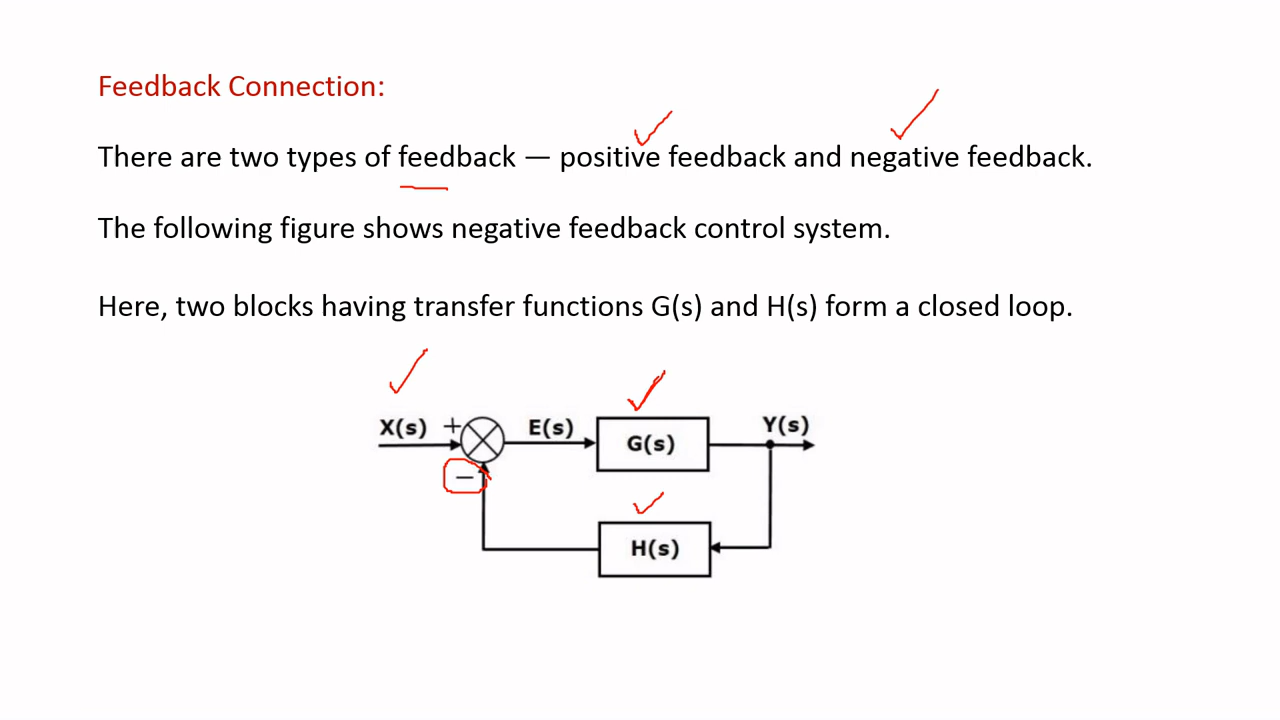 Feedback Connection:
There are two types of feedback — positive feedback and negative feedback.
The following figure shows negative feedback control system.
Here, two blocks having transfer functions G(s) and H(s) form a closed loop.
X(s) + E(s) G(s) Y(s)
−
H(s)